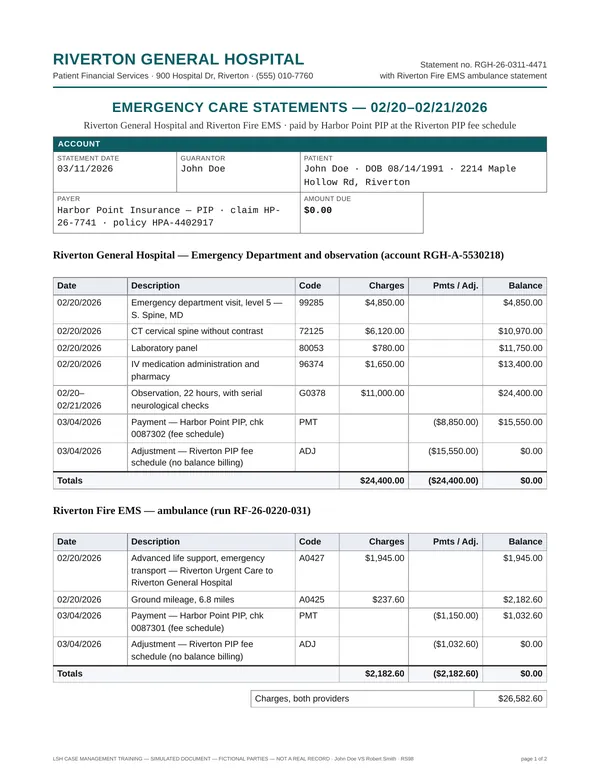 RIVERTON GENERAL HOSPITAL
Patient Financial Services · 900 Hospital Dr, Riverton · (555) 010-7760
Statement no. RGH-26-0311-4471
with Riverton Fire EMS ambulance statement
EMERGENCY CARE STATEMENTS — 02/20–02/21/2026
Riverton General Hospital and Riverton Fire EMS · paid by Harbor Point PIP at the Riverton PIP fee schedule
ACCOUNT
STATEMENT DATE
03/11/2026
GUARANTOR
John Doe
PATIENT
John Doe · DOB 08/14/1991 · 2214 Maple
Hollow Rd, Riverton
PAYER
Harbor Point Insurance — PIP · claim HP-
26-7741 · policy HPA-4402917
AMOUNT DUE
$0.00
Riverton General Hospital — Emergency Department and observation (account RGH-A-5530218)
Date Description Code Charges Pmts / Adj. Balance
02/20/2026 Emergency department visit, level 5 — 99285 $4,850.00 $4,850.00
S. Spine, MD
02/20/2026 CT cervical spine without contrast 72125 $6,120.00 $10,970.00
02/20/2026 Laboratory panel 80053 $780.00 $11,750.00
02/20/2026 IV medication administration and 96374 $1,650.00 $13,400.00
pharmacy
02/20– Observation, 22 hours, with serial G0378 $11,000.00 $24,400.00
02/21/2026 neurological checks
03/04/2026 Payment — Harbor Point PIP, chk PMT ($8,850.00) $15,550.00
0087302 (fee schedule)
03/04/2026 Adjustment — Riverton PIP fee ADJ ($15,550.00) $0.00
schedule (no balance billing)
Totals $24,400.00 ($24,400.00) $0.00
Riverton Fire EMS — ambulance (run RF-26-0220-031)
Date Description Code Charges Pmts / Adj. Balance
02/20/2026 Advanced life support, emergency A0427 $1,945.00 $1,945.00
transport — Riverton Urgent Care to
Riverton General Hospital
02/20/2026 Ground mileage, 6.8 miles A0425 $237.60 $2,182.60
03/04/2026 Payment — Harbor Point PIP, chk PMT ($1,150.00) $1,032.60
0087301 (fee schedule)
03/04/2026 Adjustment — Riverton PIP fee ADJ ($1,032.60) $0.00
schedule (no balance billing)
Totals $2,182.60 ($2,182.60) $0.00
Charges, both providers $26,582.60
LSH CASE MANAGEMENT TRAINING — SIMULATED DOCUMENT — FICTIONAL PARTIES — NOT A REAL RECORD · John Doe VS Robert Smith · RS98
page 1 of 2